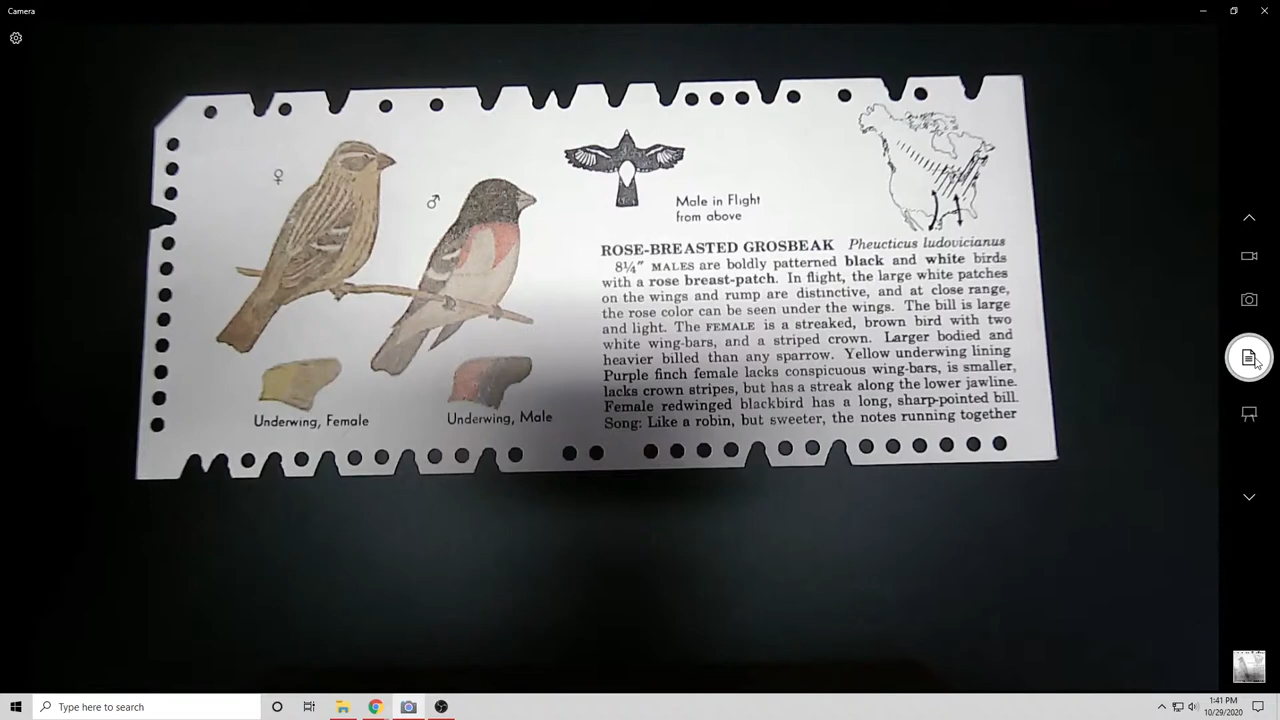 Camera
♀
♂
Male in Flight
from above
ROSE-BREASTED GROSBEAK Pheucticus ludovicianus
8¼″ MALES are boldly patterned black and white birds
with a rose breast-patch. In flight, the large white patches
on the wings and rump are distinctive, and at close range,
the rose color can be seen under the wings. The bill is large
and light. The FEMALE is a streaked, brown bird with two
white wing-bars, and a striped crown. Larger bodied and
heavier billed than any sparrow. Yellow underwing lining
Purple finch female lacks conspicuous wing-bars, is smaller,
lacks crown stripes, but has a streak along the lower jawline.
Female redwinged blackbird has a long, sharp-pointed bill.
Song: Like a robin, but sweeter, the notes running together
Underwing, Female
Underwing, Male
Type here to search
1:41 PM
10/29/2020